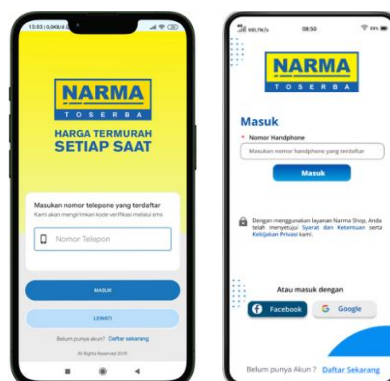 NARMA
TOSERBA
HARGA TERMURAH
SETIAP SAAT
Masukan nomor telepone yang terdaftar
Kami akan mengirimkan kode verifikasi melalui sms
Nomor Telepon
MASUK
LEWATI
Belum punya akun? Daftar sekarang
All Rights Reserved 2019
08:50
NARMA
TOSERBA
Masuk
* Nomor Handphone
Masukan nomor handphone yang terdaftar
Masuk
Dengan menggunakan layanan Narma Shop, Anda
telah menyetujui Syarat dan Ketentuan serta
Kebijakan Privasi kami.
Atau masuk dengan
Facebook
Google
Belum punya Akun ? Daftar Sekarang